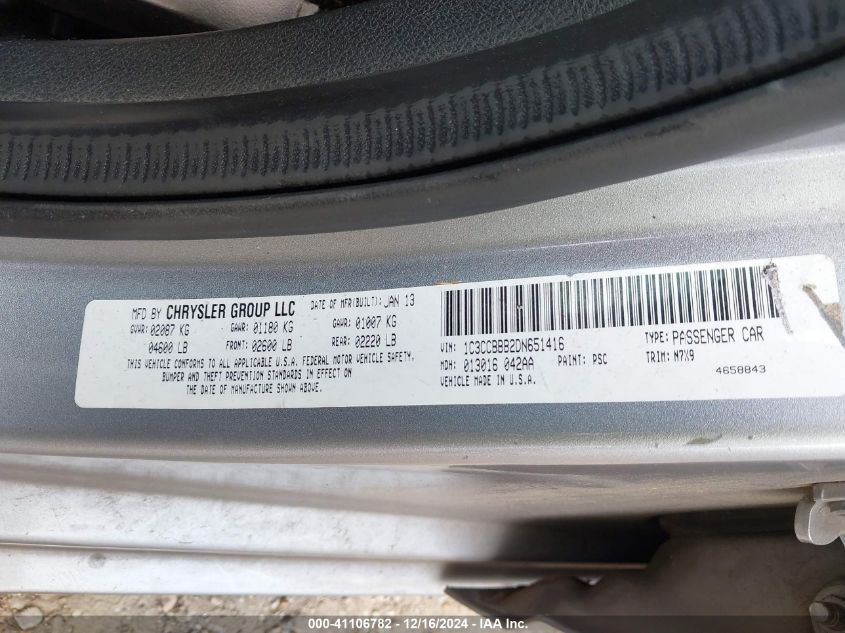 MFD BY CHRYSLER GROUP LLC DATE OF MFR(BUILT): JAN 13
GVWR: 02087 KG GAWR: 01180 KG GAWR: 01007 KG
04600 LB FRONT: 02600 LB REAR: 02220 LB
THIS VEHICLE CONFORMS TO ALL APPLICABLE U.S.A. FEDERAL MOTOR VEHICLE SAFETY,
BUMPER AND THEFT PREVENTION STANDARDS IN EFFECT ON
THE DATE OF MANUFACTURE SHOWN ABOVE.
VIN: 1C3CCBBB2DN651416 TYPE: PASSENGER CAR
MDH: 013016 042AA PAINT: PSC TRIM: N7X9
VEHICLE MADE IN U.S.A. 4658843
000-41106782 - 12/16/2024 - IAAI.com